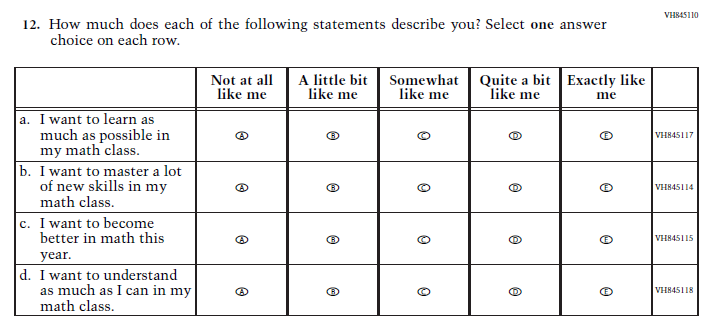 VH845110
12. How much does each of the following statements describe you? Select one answer
choice on each row.
Not at all like me
A little bit like me
Somewhat like me
Quite a bit like me
Exactly like me
a. I want to learn as
much as possible in
my math class.
A B C D E VH845117
b. I want to master a lot
of new skills in my
math class.
A B C D E VH845114
c. I want to become
better in math this
year.
A B C D E VH845115
d. I want to understand
as much as I can in my
math class.
A B C D E VH845118